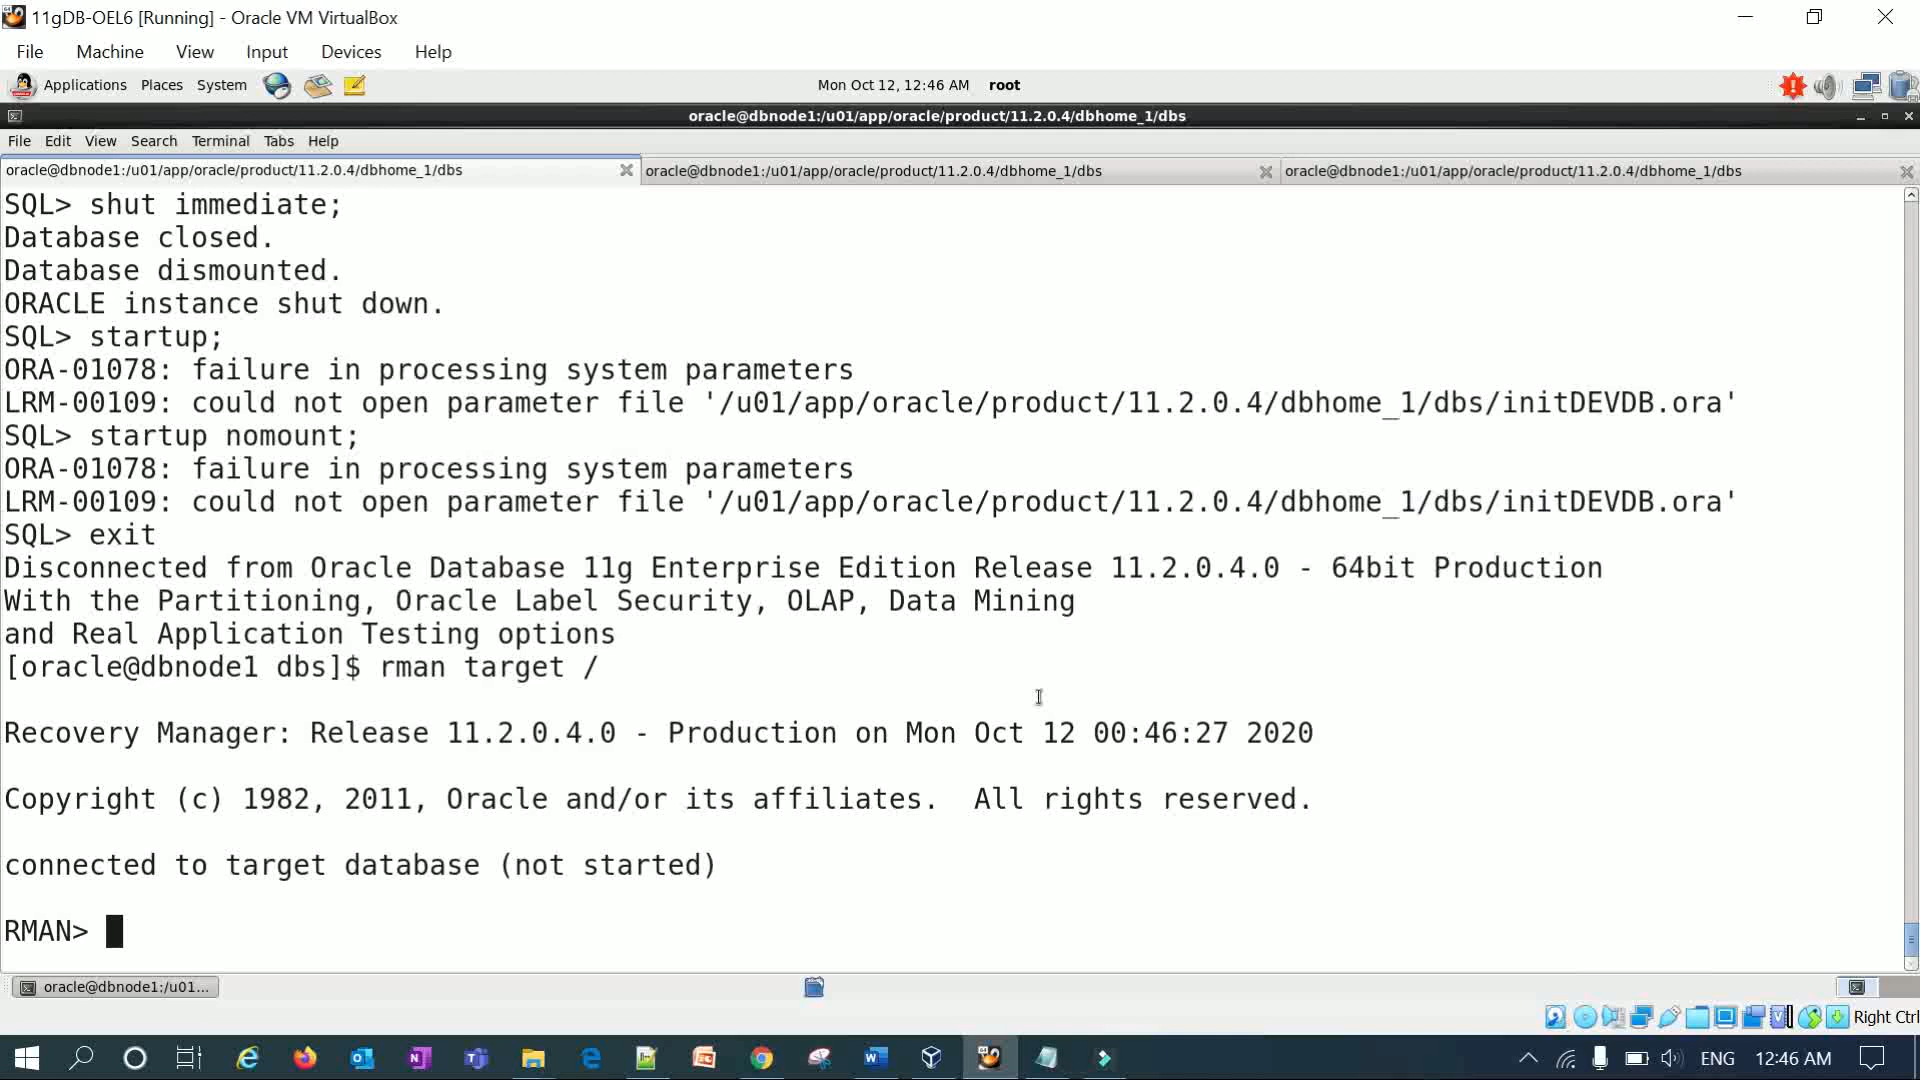 11gDB-OEL6 [Running] - Oracle VM VirtualBox
File Machine View Input Devices Help
Applications Places System Mon Oct 12, 12:46 AM root
oracle@dbnode1:/u01/app/oracle/product/11.2.0.4/dbhome_1/dbs
File Edit View Search Terminal Tabs Help
oracle@dbnode1:/u01/app/oracle/product/11.2.0.4/dbhome_1/dbs oracle@dbnode1:/u01/app/oracle/product/11.2.0.4/dbhome_1/dbs oracle@dbnode1:/u01/app/oracle/product/11.2.0.4/dbhome_1/dbs
SQL> shut immediate;
Database closed.
Database dismounted.
ORACLE instance shut down.
SQL> startup;
ORA-01078: failure in processing system parameters
LRM-00109: could not open parameter file '/u01/app/oracle/product/11.2.0.4/dbhome_1/dbs/initDEVDB.ora'
SQL> startup nomount;
ORA-01078: failure in processing system parameters
LRM-00109: could not open parameter file '/u01/app/oracle/product/11.2.0.4/dbhome_1/dbs/initDEVDB.ora'
SQL> exit
Disconnected from Oracle Database 11g Enterprise Edition Release 11.2.0.4.0 - 64bit Production
With the Partitioning, Oracle Label Security, OLAP, Data Mining
and Real Application Testing options
[oracle@dbnode1 dbs]$ rman target /
Recovery Manager: Release 11.2.0.4.0 - Production on Mon Oct 12 00:46:27 2020
Copyright (c) 1982, 2011, Oracle and/or its affiliates.  All rights reserved.
connected to target database (not started)
RMAN>
oracle@dbnode1:/u01...
Right Ctrl
ENG 12:46 AM